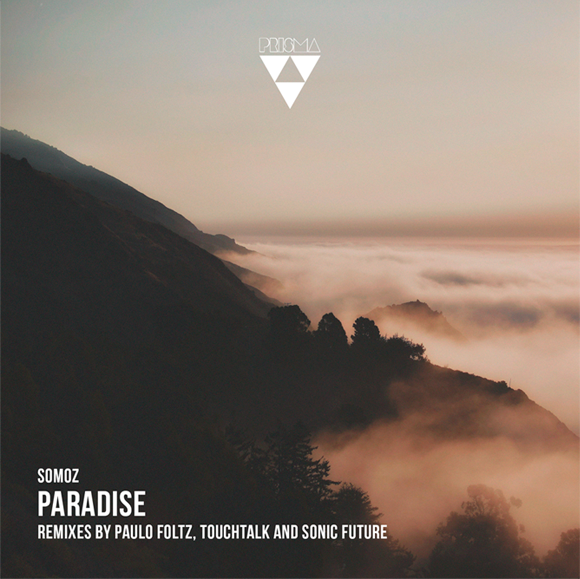 PRISMA
SOMOZ
PARADISE
REMIXES BY PAULO FOLTZ, TOUCHTALK AND SONIC FUTURE